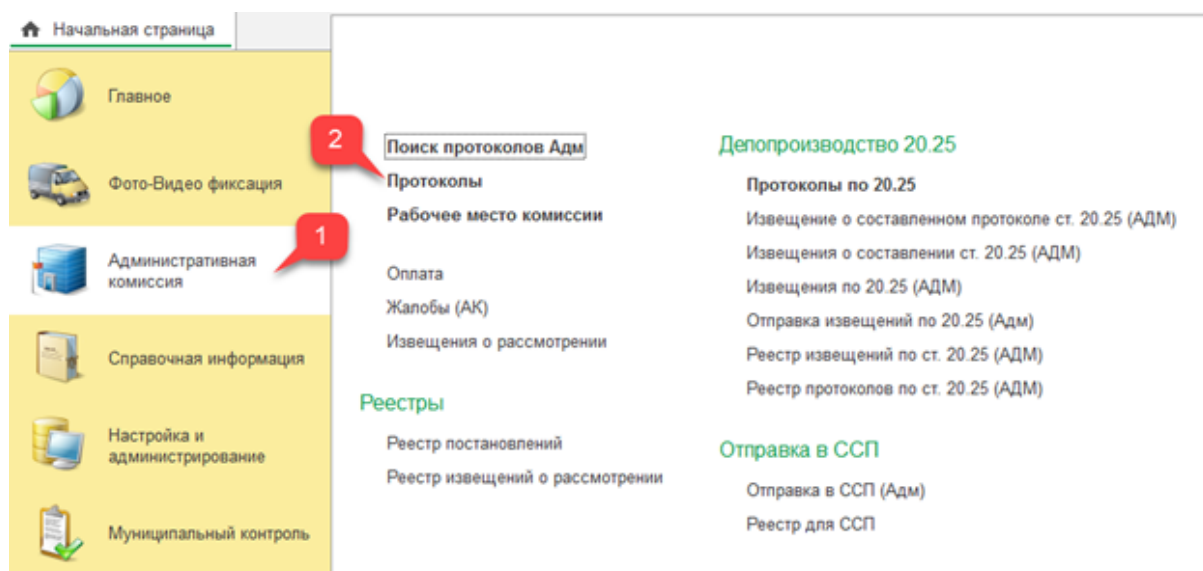 Начальная страница
Главное
Фото-Видео фиксация
1
Административная
комиссия
Справочная информация
Настройка и
администрирование
Муниципальный контроль
2
Поиск протоколов Адм
Протоколы
Рабочее место комиссии
Оплата
Жалобы (АК)
Извещения о рассмотрении
Реестры
Реестр постановлений
Реестр извещений о рассмотрении
Делопроизводство 20.25
Протоколы по 20.25
Извещение о составленном протоколе ст. 20.25 (АДМ)
Извещения о составлении ст. 20.25 (АДМ)
Извещения по 20.25 (АДМ)
Отправка извещений по 20.25 (Адм)
Реестр извещений по ст. 20.25 (АДМ)
Реестр протоколов по ст. 20.25 (АДМ)
Отправка в ССП
Отправка в ССП (Адм)
Реестр для ССП